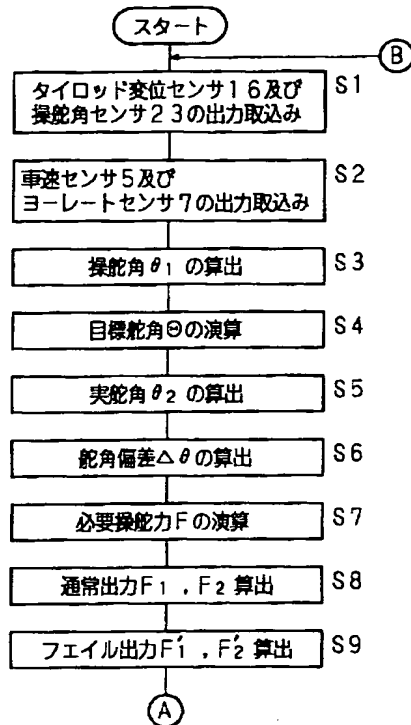 スタート
B
タイロッド変位センサ16及び
操舵角センサ23の出力取込み
S1
車速センサ5及び
ヨーレートセンサ7の出力取込み
S2
操舵角θ1の算出
S3
目標舵角Θの演算
S4
実舵角θ2の算出
S5
舵角偏差△θの算出
S6
必要操舵力Fの演算
S7
通常出力F1,F2算出
S8
フェイル出力F'1,F'2算出
S9
A